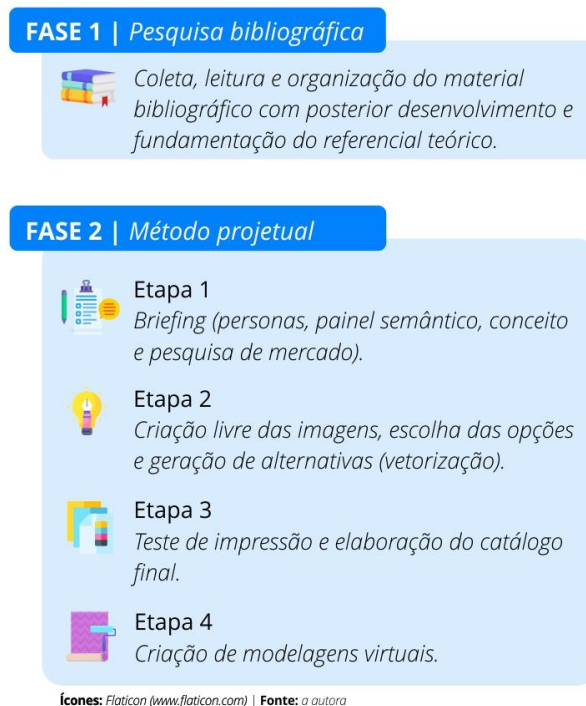 FASE 1 | Pesquisa bibliográfica
Coleta, leitura e organização do material
bibliográfico com posterior desenvolvimento e
fundamentação do referencial teórico.
FASE 2 | Método projetual
Etapa 1
Briefing (personas, painel semântico, conceito
e pesquisa de mercado).
Etapa 2
Criação livre das imagens, escolha das opções
e geração de alternativas (vetorização).
Etapa 3
Teste de impressão e elaboração do catálogo
final.
Etapa 4
Criação de modelagens virtuais.
Ícones: Flaticon (www.flaticon.com) | Fonte: a autora